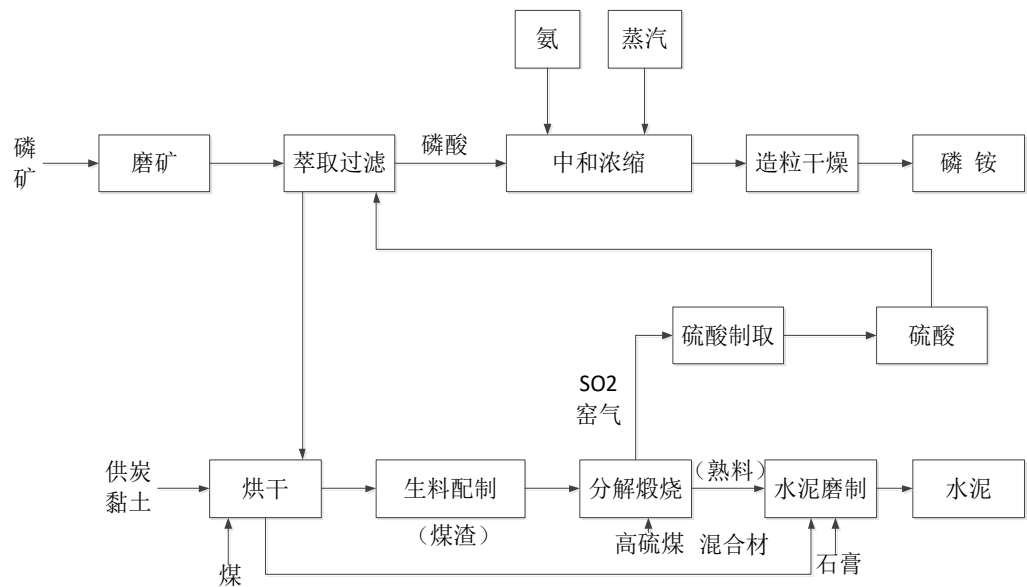 氨
蒸汽
磷
矿
磨矿
萃取过滤
磷酸
中和浓缩
造粒干燥
磷 铵
硫酸制取
硫酸
SO2
窑气
供炭
黏土
烘干
生料配制
（煤渣）
分解煅烧
（熟料）
水泥磨制
水泥
煤
高硫煤
混合材
石膏